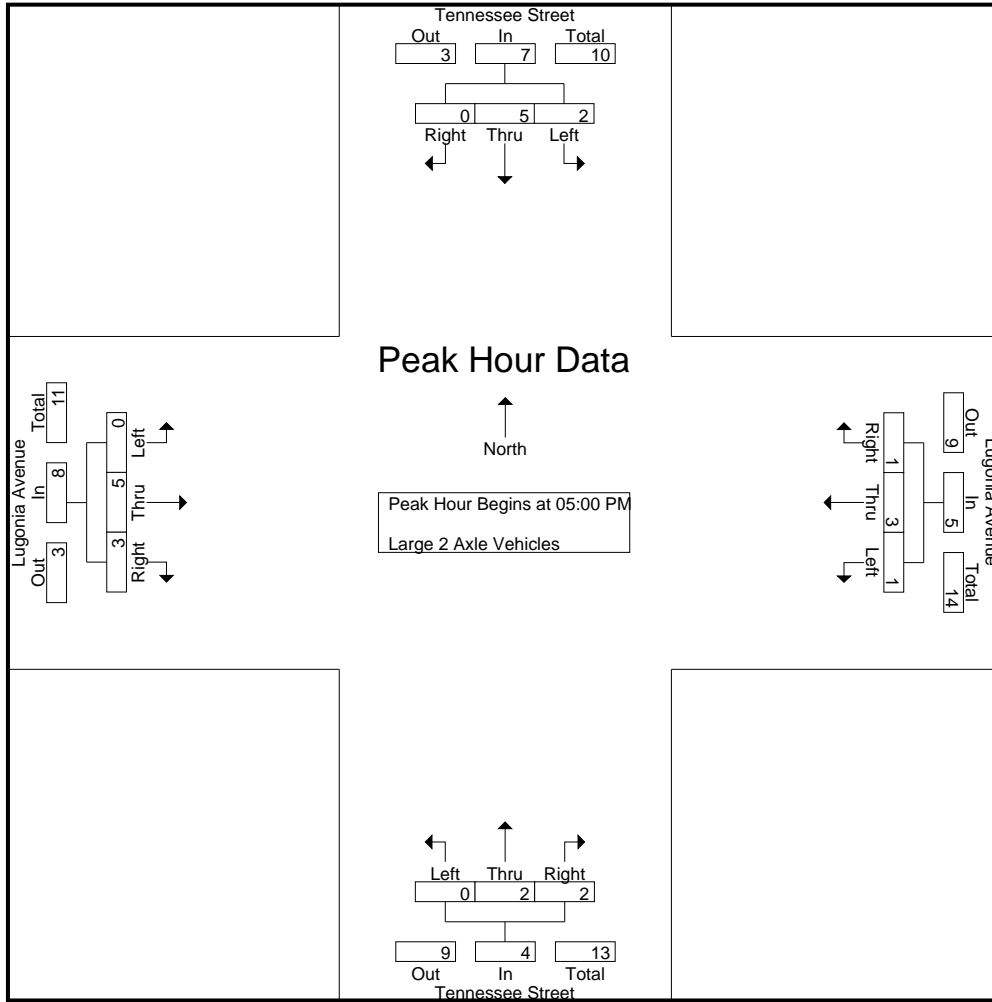 Tennessee Street
Out In Total
3 7 10
0 5 2
Right Thru Left
Peak Hour Data
North
Peak Hour Begins at 05:00 PM
Large 2 Axle Vehicles
Lugonia Avenue
Out In Total
3 8 11
3 5 0
Right Thru Left
Lugonia Avenue
Out In Total
9 5 14
1 3 1
Right Thru Left
Left Thru Right
0 2 2
9 4 13
Out In Total
Tennessee Street